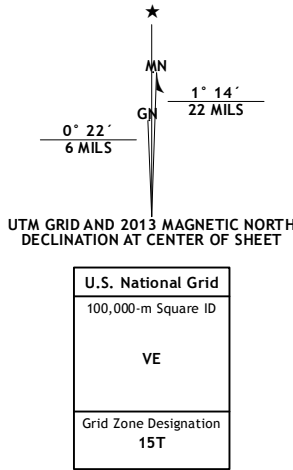 ★
MN
1° 14´
22 MILS
GN
0° 22´
6 MILS
UTM GRID AND 2013 MAGNETIC NORTH
DECLINATION AT CENTER OF SHEET
U.S. National Grid
100,000-m Square ID
VE
Grid Zone Designation
15T